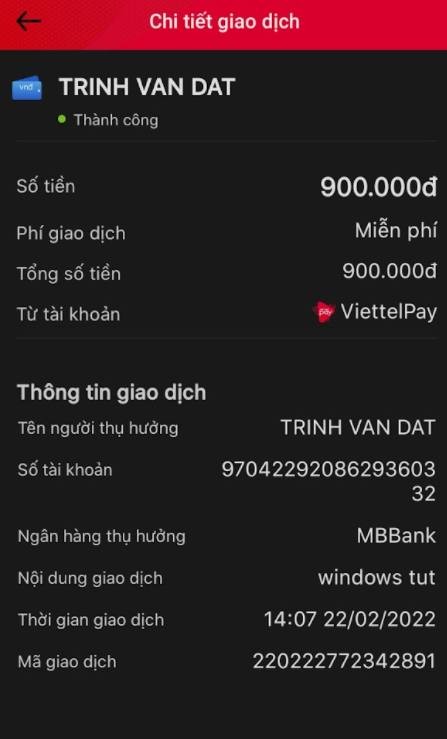 Chi tiết giao dịch
vnđ
TRINH VAN DAT
Thành công
Số tiền 900.000đ
Phí giao dịch Miễn phí
Tổng số tiền 900.000đ
Từ tài khoản pay ViettelPay
Thông tin giao dịch
Tên người thụ hưởng TRINH VAN DAT
Số tài khoản 97042292086293603
32
Ngân hàng thụ hưởng MBBank
Nội dung giao dịch windows tut
Thời gian giao dịch 14:07 22/02/2022
Mã giao dịch 220222772342891